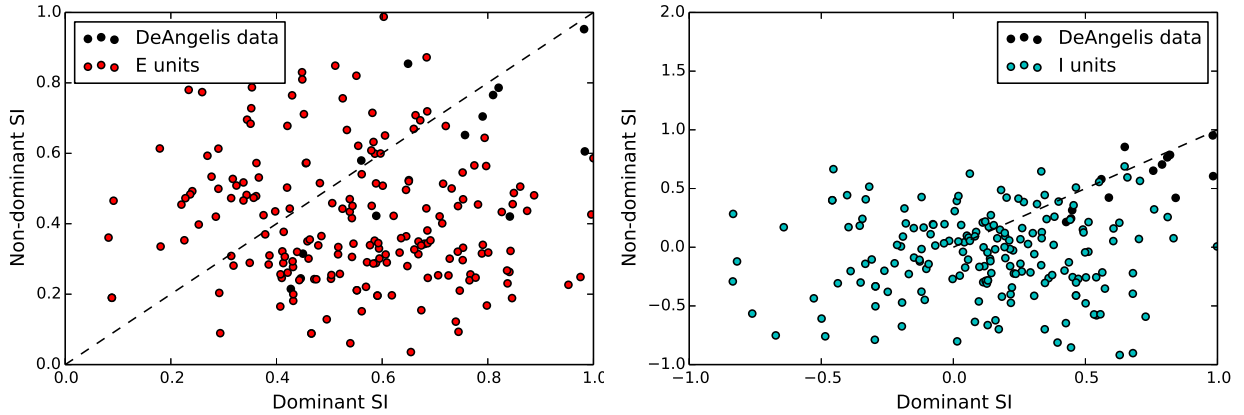 1.0
0.8
0.6
0.4
0.2
0.0
Non-dominant SI
DeAngelis data
E units
0.0 0.2 0.4 0.6 0.8 1.0
Dominant SI
2.0
1.5
1.0
0.5
0.0
−0.5
−1.0
Non-dominant SI
DeAngelis data
I units
−1.0 −0.5 0.0 0.5 1.0
Dominant SI